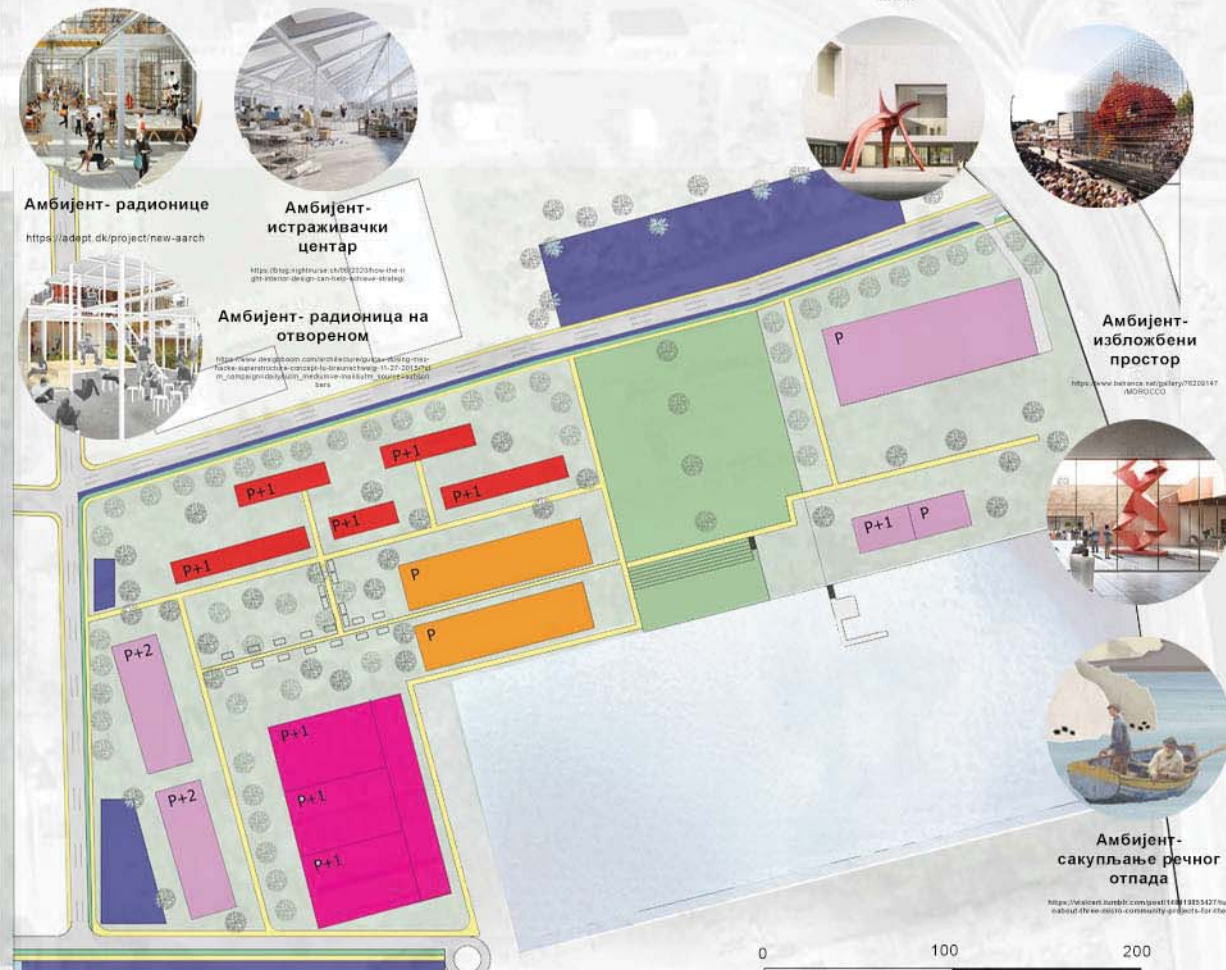 Амбијент- радионице
https://adept.dk/project/new-aarch
Амбијент-
истраживачки
центар
Амбијент- радионица на
отвореном
Амбијент-
изложбени
простор
/MOROCCO
Амбијент-
сакупљање речног
отпада
P+1
P+1
P+1
P+1
P+1
P
P
P
P+1
P
P+2
P+2
P+1
P+1
P+1
0
100
200